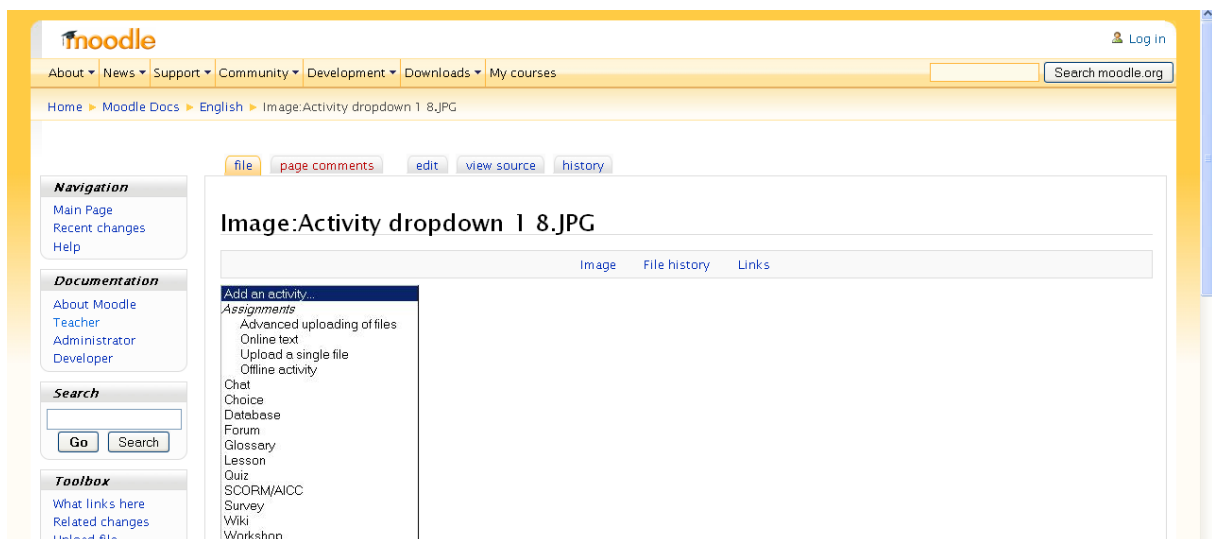 moodle
Log in
About News Support Community Development Downloads My courses Search moodle.org
Home ► Moodle Docs ► English ► Image:Activity dropdown 1 8.JPG
file page comments edit view source history
Navigation
Main Page
Recent changes
Help
Documentation
About Moodle
Teacher
Administrator
Developer
Search
Go Search
Toolbox
What links here
Related changes
Upload file
Image:Activity dropdown 1 8.JPG
Image File history Links
Add an activity...
Assignments
Advanced uploading of files
Online text
Upload a single file
Offline activity
Chat
Choice
Database
Forum
Glossary
Lesson
Quiz
SCORM/AICC
Survey
Wiki
Workshop